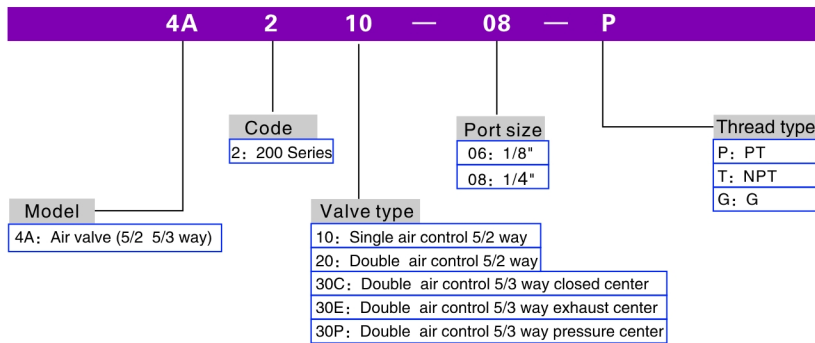 4A 2 10 — 08 — P
Code
2: 200 Series
Port size
06: 1/8"
08: 1/4"
Thread type
P: PT
T: NPT
G: G
Model
4A: Air valve (5/2 5/3 way)
Valve type
10: Single air control 5/2 way
20: Double air control 5/2 way
30C: Double air control 5/3 way closed center
30E: Double air control 5/3 way exhaust center
30P: Double air control 5/3 way pressure center